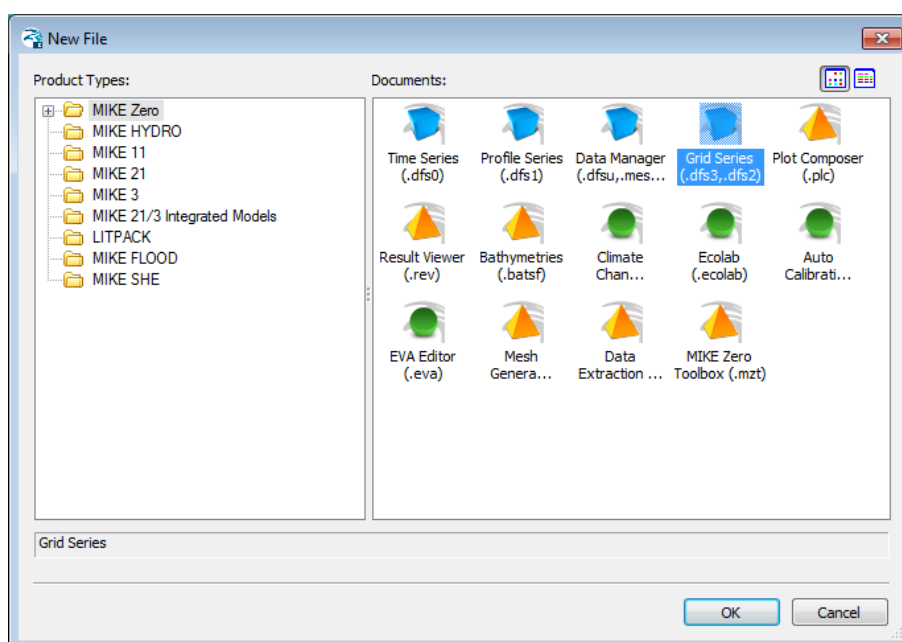 New File
Product Types:
Documents:
MIKE Zero
MIKE HYDRO
MIKE 11
MIKE 21
MIKE 3
MIKE 21/3 Integrated Models
LITPACK
MIKE FLOOD
MIKE SHE
Time Series
(.dfs0)
Profile Series
(.dfs1)
Data Manager
(.dfsu,.mes...
Grid Series
(.dfs3,.dfs2)
Plot Composer
(.plc)
Result Viewer
(.rev)
Bathymetries
(.batsf)
Climate
Chan...
Ecolab
(.ecolab)
Auto
Calibrati...
EVA Editor
(.eva)
Mesh
Genera...
Data
Extraction ...
MIKE Zero
Toolbox (.mzt)
Grid Series
OK
Cancel